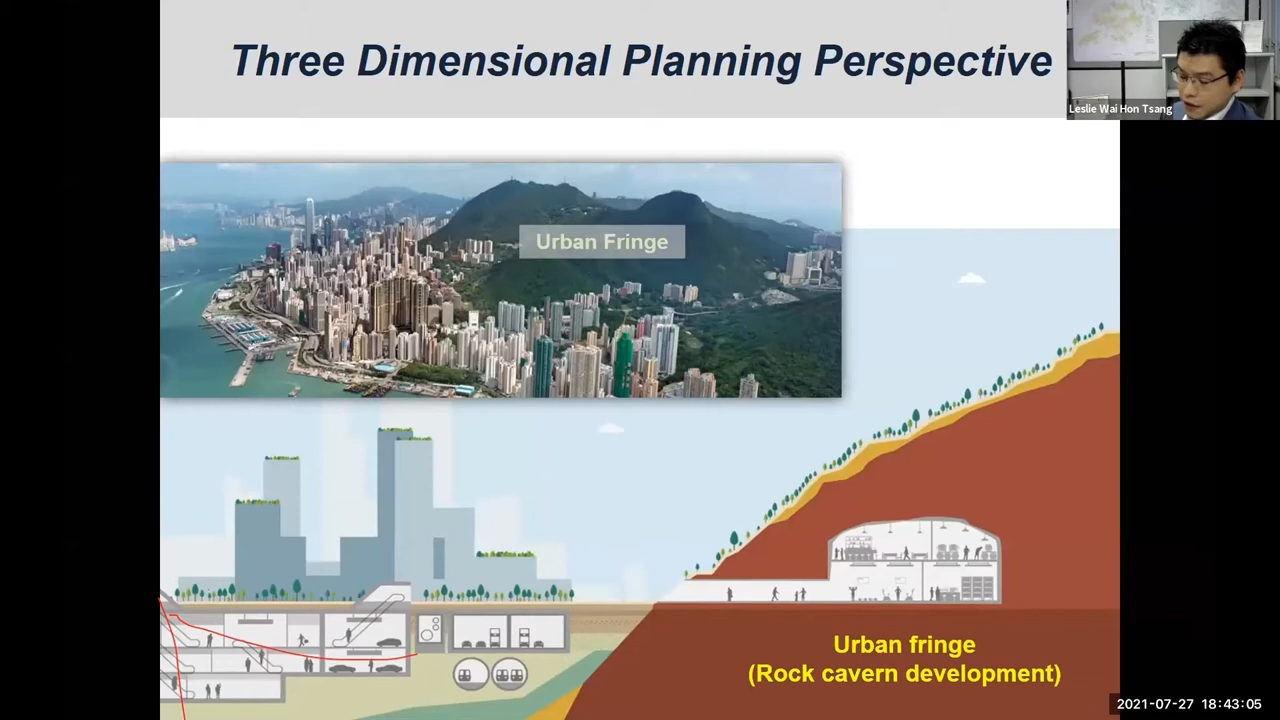 Three Dimensional Planning Perspective
Leslie Wai Hon Tsang
Urban Fringe
Urban fringe
(Rock cavern development)
2021-07-27 18:43:05